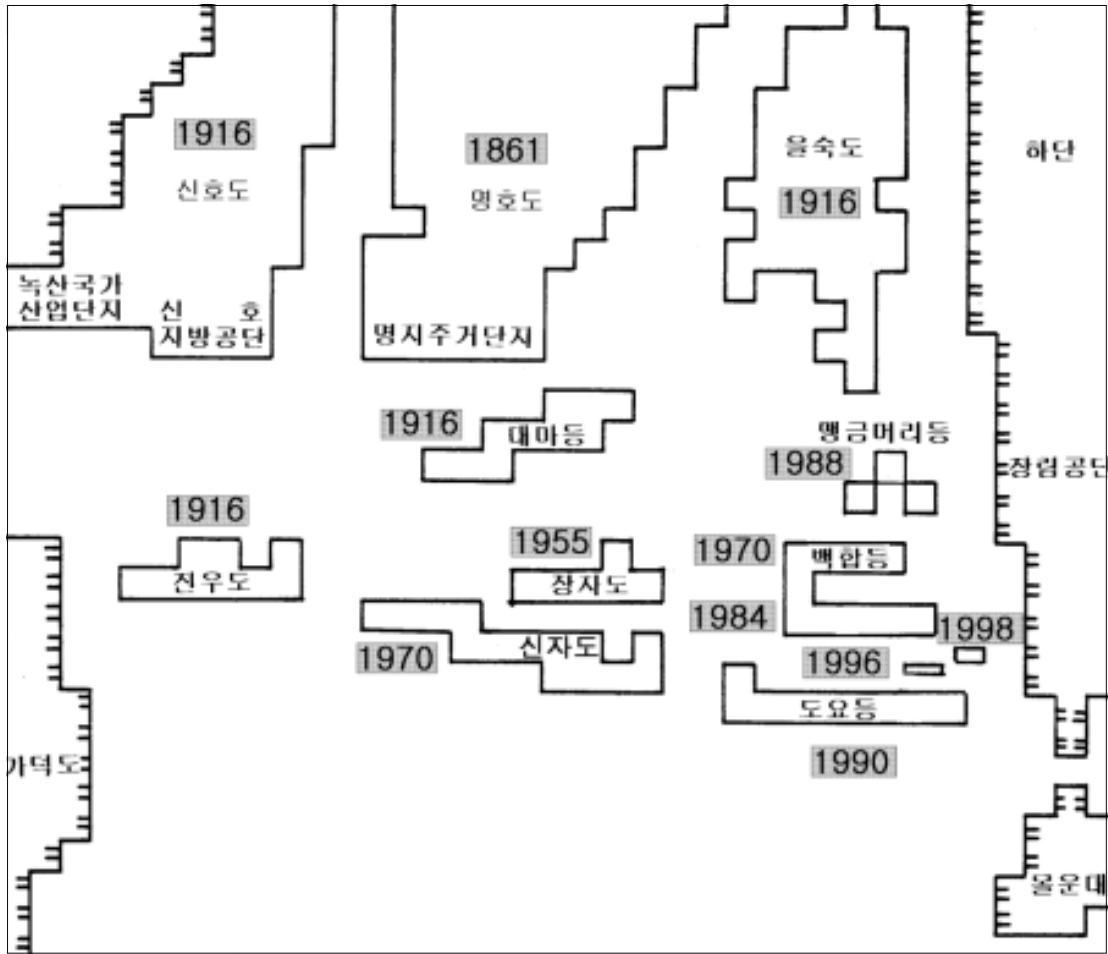 1916
신호도
1861
명호도
을숙도
1916
하단
녹산국가
산업단지
신 호
지방공단
명지주거단지
1916
대마등
맹금머리등
1988
장림공단
1916
진우도
1955
장자도
1970
백합등
1984
1998
신자도
1970
1996
도요등
1990
가덕도
몰운대